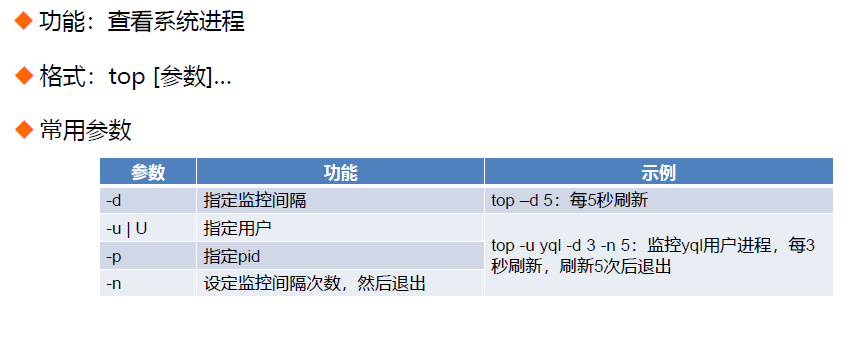 ◆ 功能：查看系统进程
◆ 格式：top [参数]...
◆ 常用参数
参数 功能 示例
-d 指定监控间隔 top –d 5：每5秒刷新
-u | U 指定用户
-p 指定pid
-n 设定监控间隔次数，然后退出
top -u yql -d 3 -n 5：监控yql用户进程，每3
秒刷新，刷新5次后退出